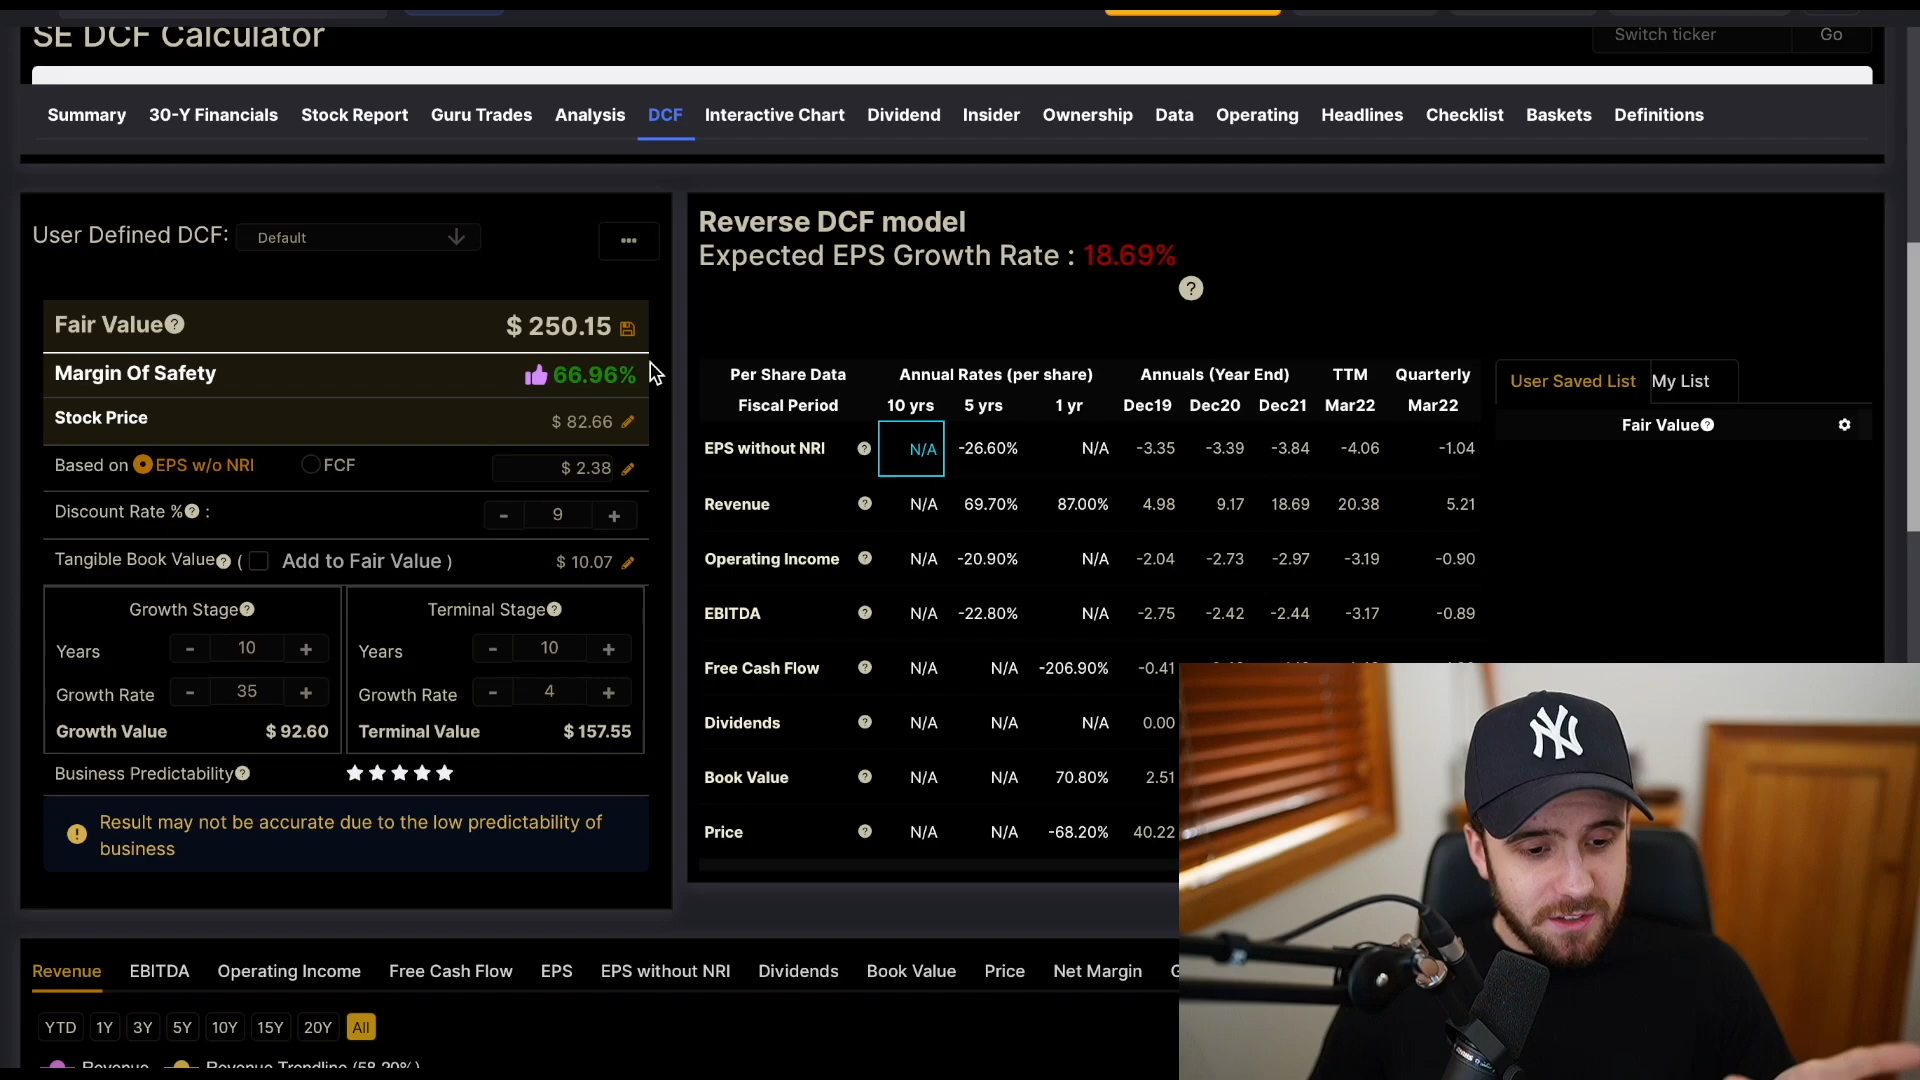 SE DCF Calculator
Switch ticker
Go
Summary 30-Y Financials Stock Report Guru Trades Analysis DCF Interactive Chart Dividend Insider Ownership Data Operating Headlines Checklist Baskets Definitions
User Defined DCF: Default
Fair Value $ 250.15
Margin Of Safety 66.96%
Stock Price $ 82.66
Based on EPS w/o NRI FCF $ 2.38
Discount Rate % : - 9 +
Tangible Book Value ( Add to Fair Value ) $ 10.07
Growth Stage
Years - 10 +
Growth Rate - 35 +
Growth Value $ 92.60
Terminal Stage
Years - 10 +
Growth Rate - 4 +
Terminal Value $ 157.55
Business Predictability
Result may not be accurate due to the low predictability of
business
Reverse DCF model
Expected EPS Growth Rate : 18.69%
Per Share Data Annual Rates (per share) Annuals (Year End) TTM Quarterly
Fiscal Period 10 yrs 5 yrs 1 yr Dec19 Dec20 Dec21 Mar22 Mar22
EPS without NRI N/A -26.60% N/A -3.35 -3.39 -3.84 -4.06 -1.04
Revenue N/A 69.70% 87.00% 4.98 9.17 18.69 20.38 5.21
Operating Income N/A -20.90% N/A -2.04 -2.73 -2.97 -3.19 -0.90
EBITDA N/A -22.80% N/A -2.75 -2.42 -2.44 -3.17 -0.89
Free Cash Flow N/A N/A -206.90% -0.41
Dividends N/A N/A N/A 0.00
Book Value N/A N/A 70.80% 2.51
Price N/A N/A -68.20% 40.22
User Saved List My List
Fair Value
Revenue EBITDA Operating Income Free Cash Flow EPS EPS without NRI Dividends Book Value Price Net Margin
YTD 1Y 3Y 5Y 10Y 15Y 20Y All
Revenue Revenue Trendline (58.20%)
NY